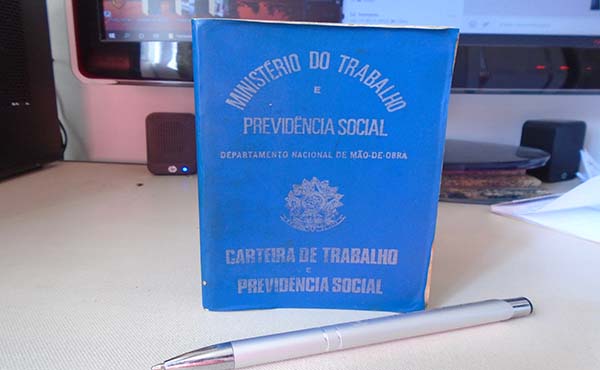 MINISTÉRIO DO TRABALHO
E
PREVIDÊNCIA SOCIAL
DEPARTAMENTO NACIONAL DE MÃO-DE-OBRA
CARTEIRA DE TRABALHO
E
PREVIDÊNCIA SOCIAL